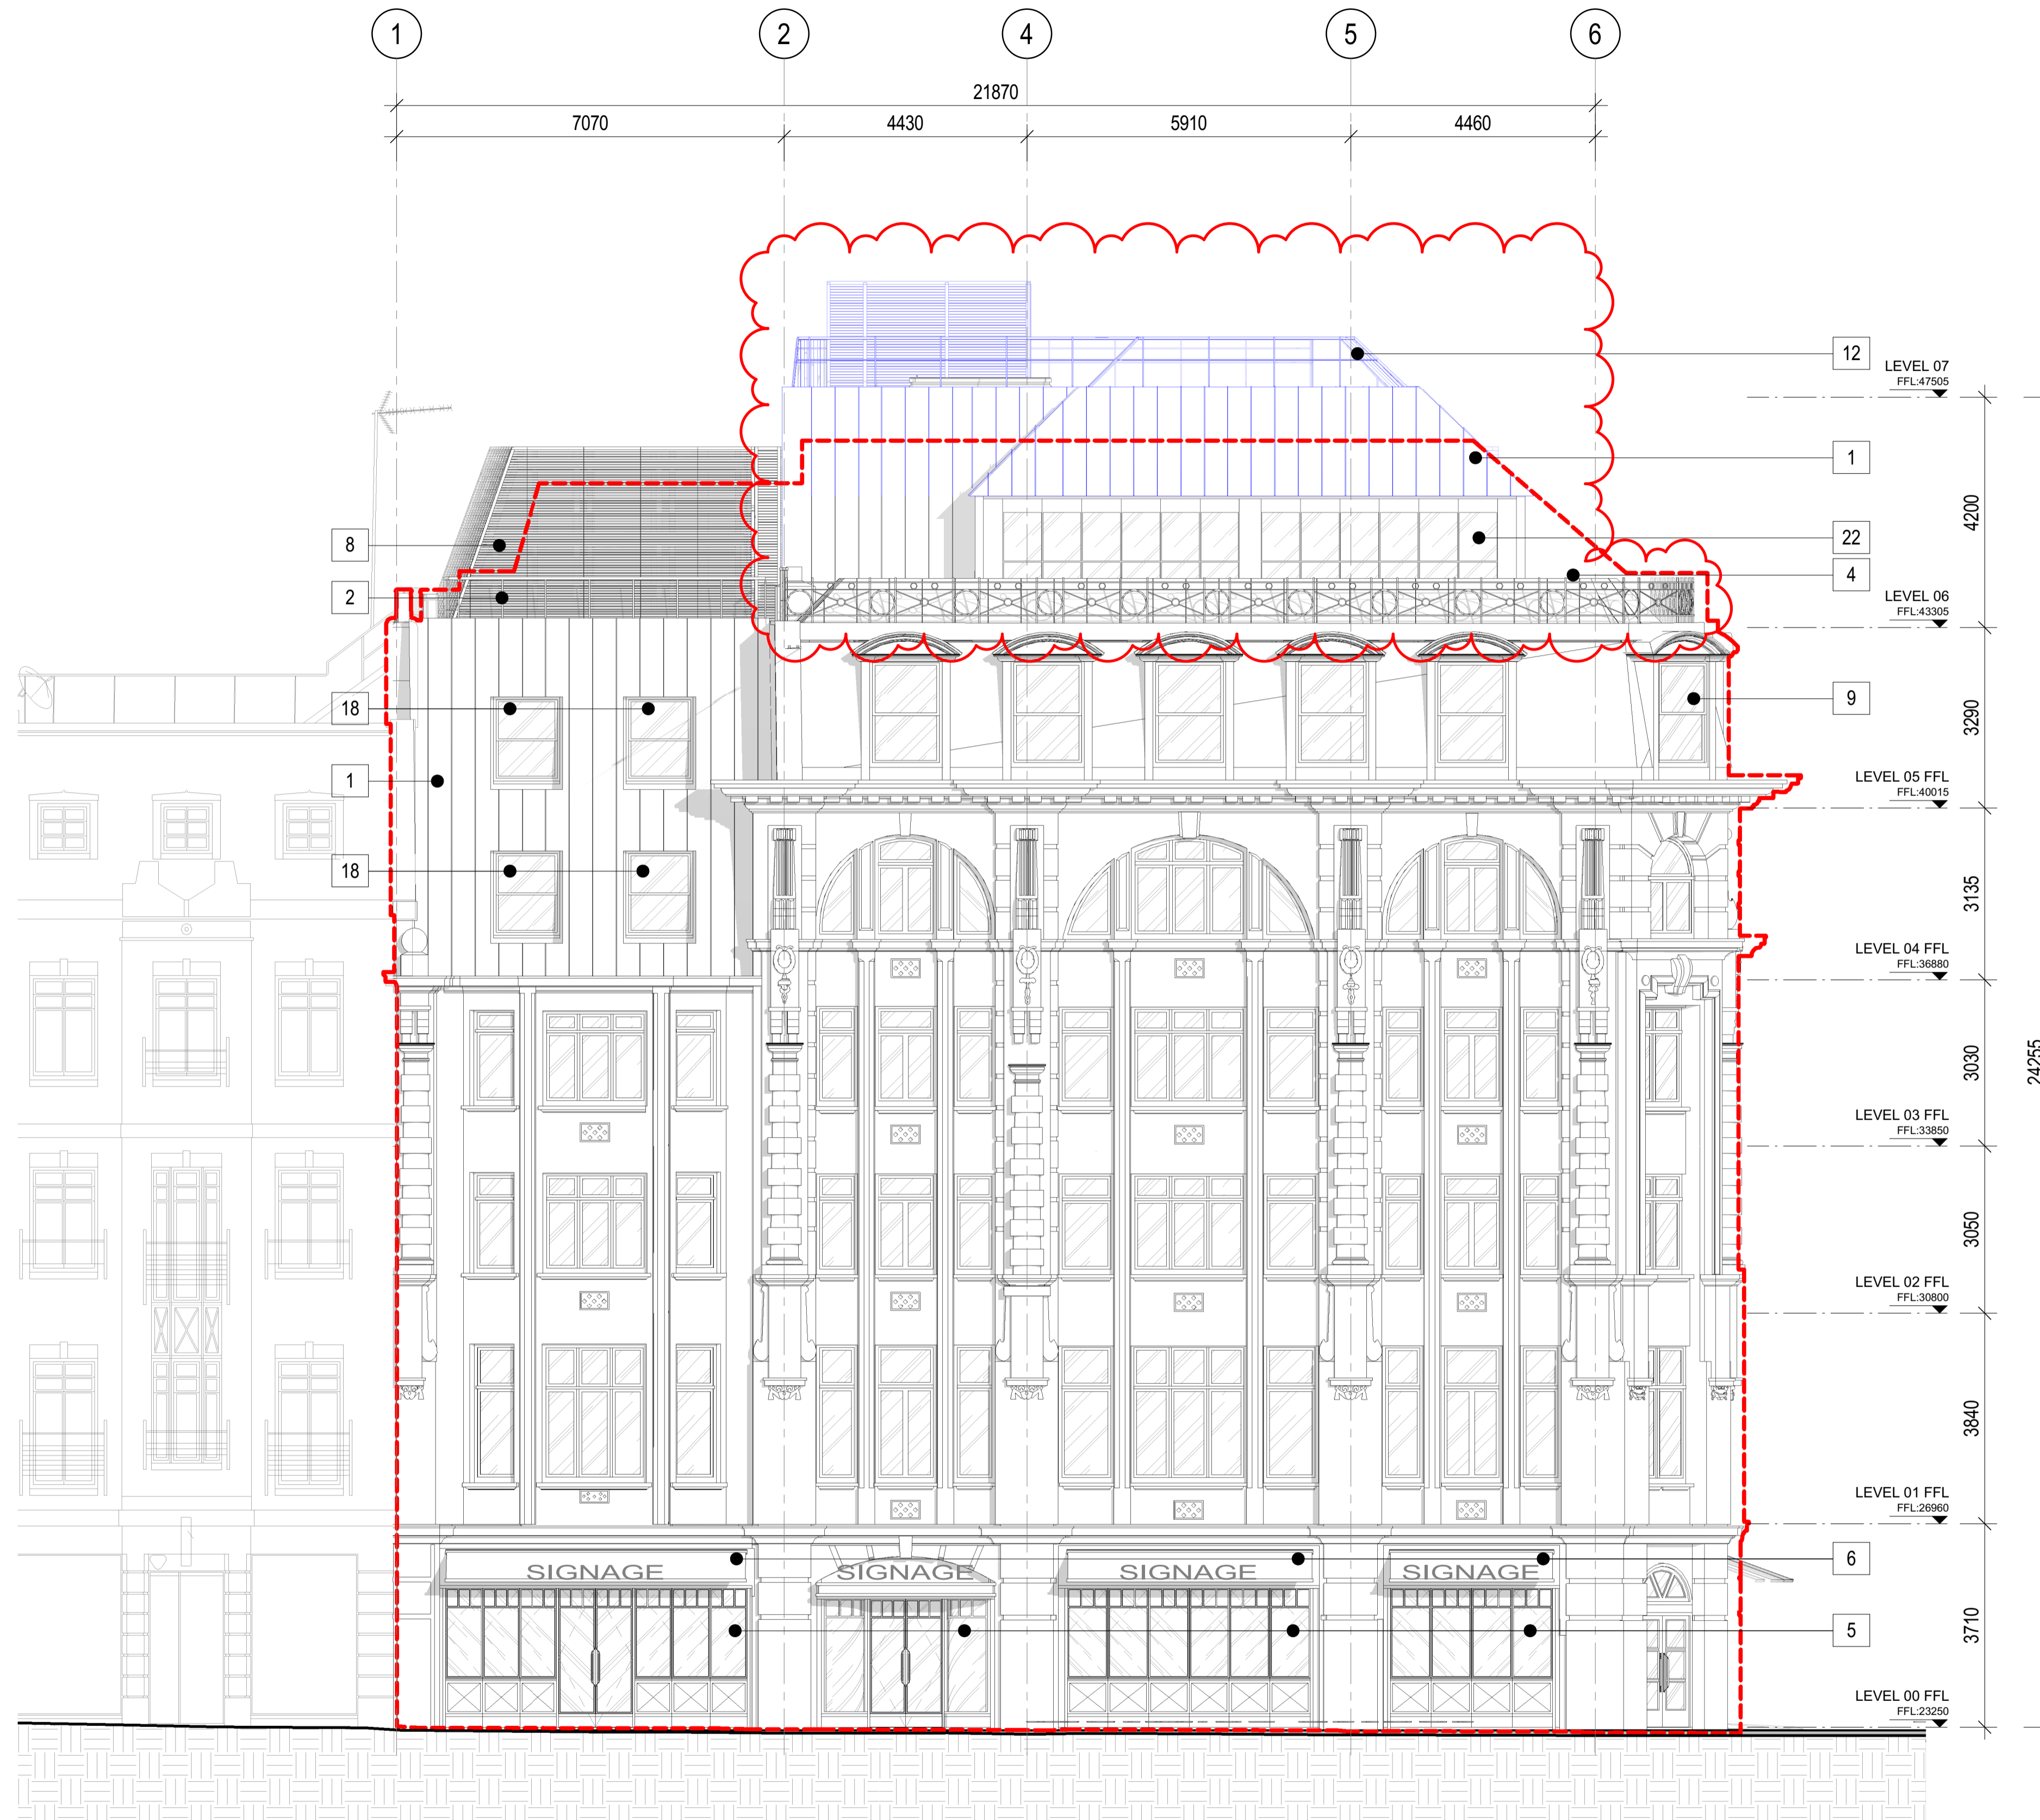 1 2 4 5 6
21870
7070 4430 5910 4460
12
LEVEL 07
FFL:47505
1
4200
22
8
4
2
LEVEL 06
FFL:43305
18
9
3290
1
LEVEL 05 FFL
FFL:40015
18
3135
LEVEL 04 FFL
FFL:36880
3030
24255
LEVEL 03 FFL
FFL:33850
3050
LEVEL 02 FFL
FFL:30800
3840
LEVEL 01 FFL
FFL:26960
6
SIGNAGE SIGNAGE SIGNAGE SIGNAGE
5
3710
LEVEL 00 FFL
FFL:23250